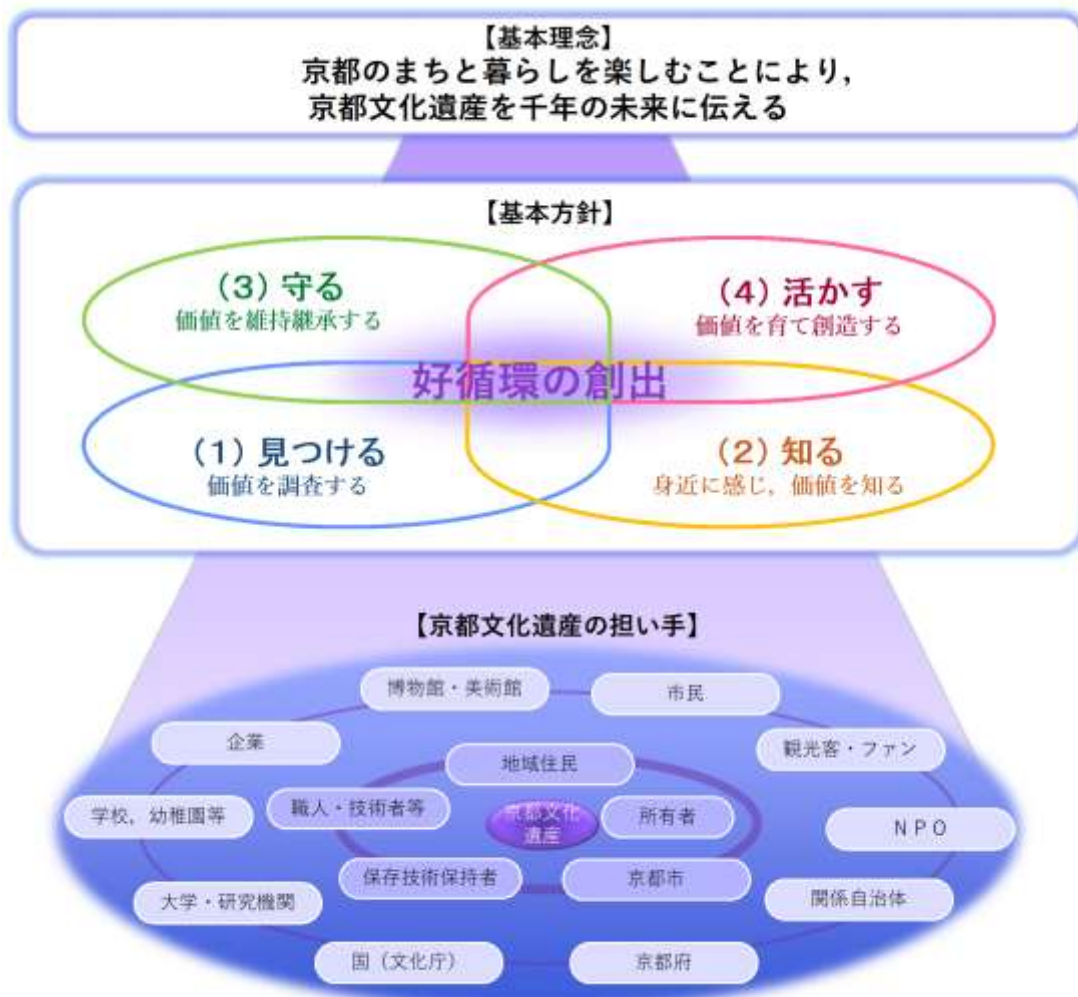 【基本理念】
京都のまちと暮らしを楽しむことにより，
京都文化遺産を千年の未来に伝える
【基本方針】
（3）守る
価値を維持継承する
（4）活かす
価値を育て創造する
好循環の創出
（1）見つける
価値を調査する
（2）知る
身近に感じ，価値を知る
【京都文化遺産の担い手】
博物館・美術館
市民
企業
観光客・ファン
地域住民
学校，幼稚園等
職人・技術者等
京都文化
遺産
所有者
ＮＰＯ
保存技術保持者
京都市
大学・研究機関
関係自治体
国（文化庁）
京都府